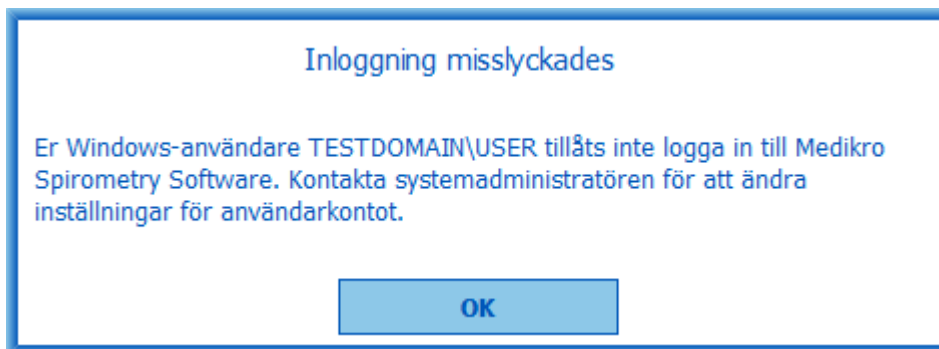 Inloggning misslyckades
Er Windows-användare TESTDOMAIN\USER tillåts inte logga in till Medikro
Spirometry Software. Kontakta systemadministratören för att ändra
inställningar för användarkontot.
OK